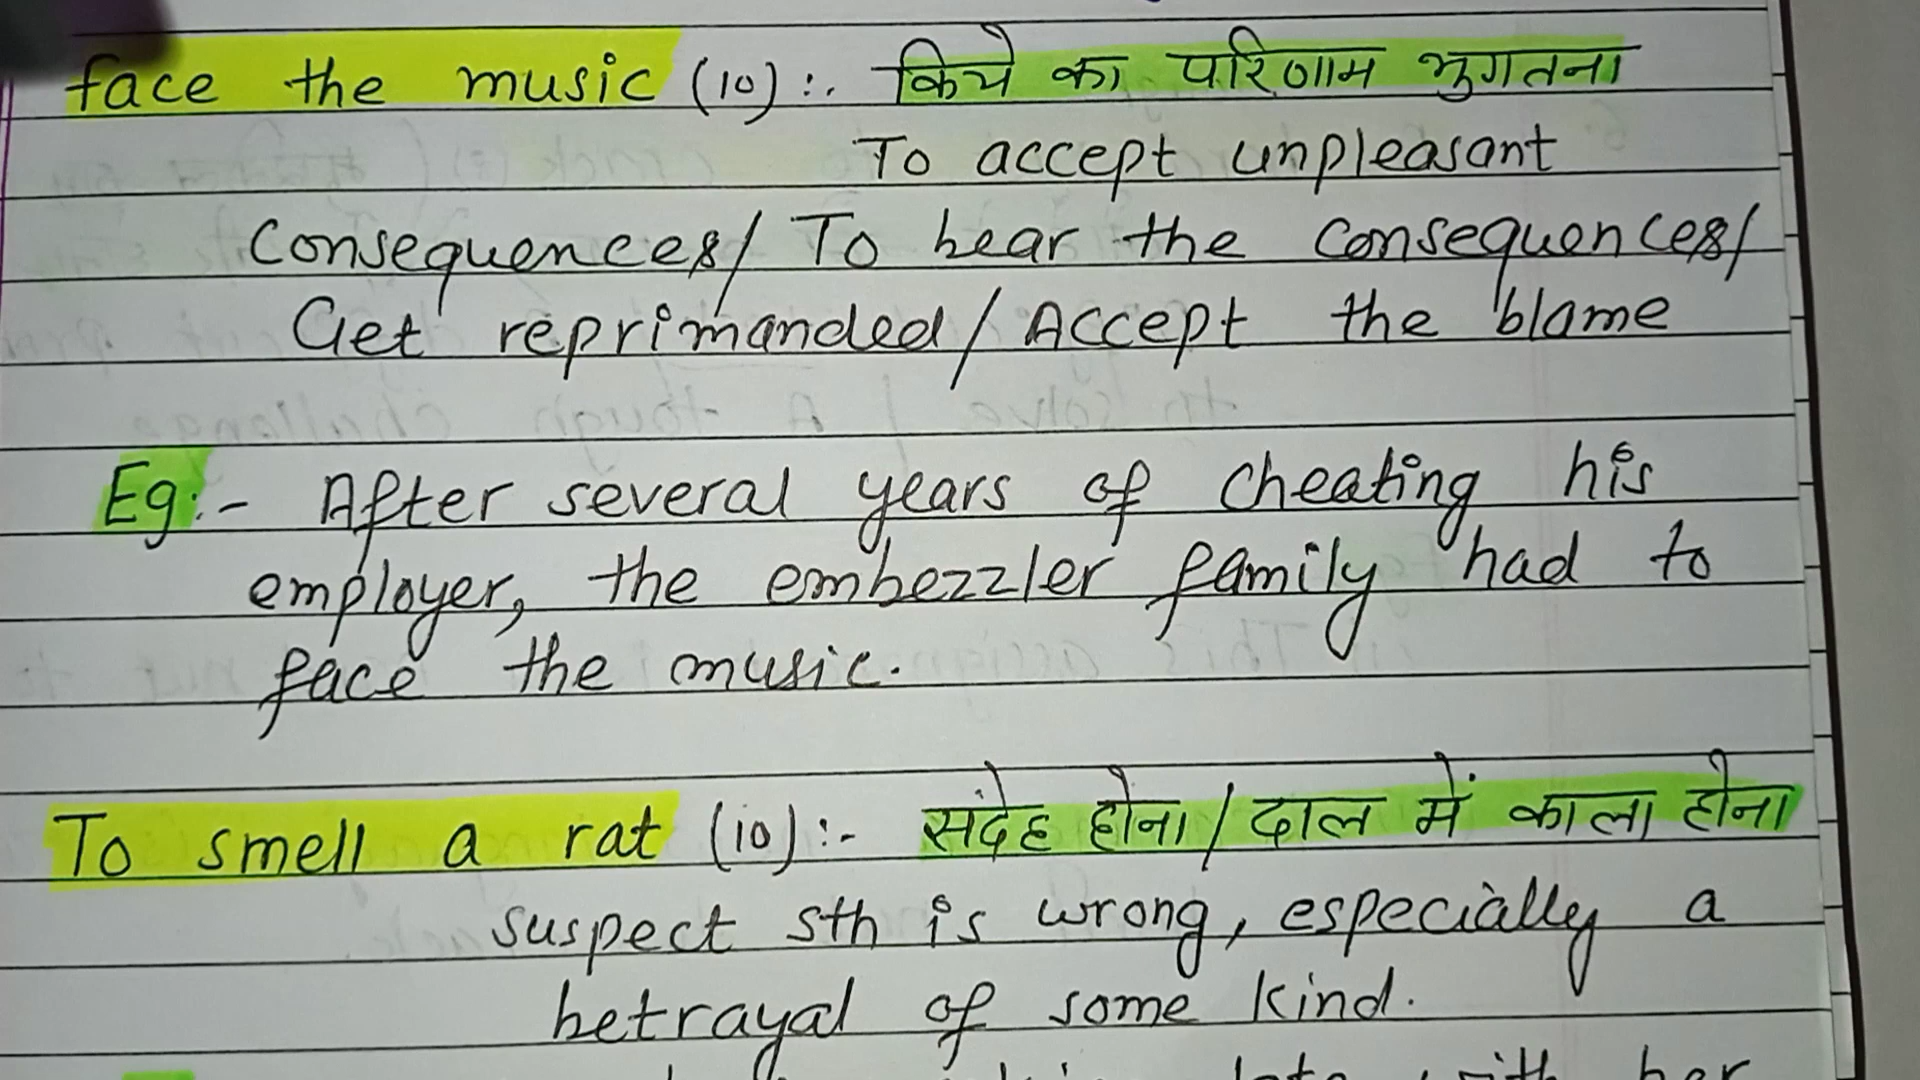 face the music (10):. किये का परिणाम भुगतना
To accept unpleasant
Consequences/ To bear the consequences/
Get reprimanded/ Accept the blame
Eg:- After several years of cheating his
employer, the embezzler family had to
face the music.
To smell a rat (10):- संदेह होना/ दाल में काला होना
suspect sth is wrong, especially a
betrayal of some kind.
with her